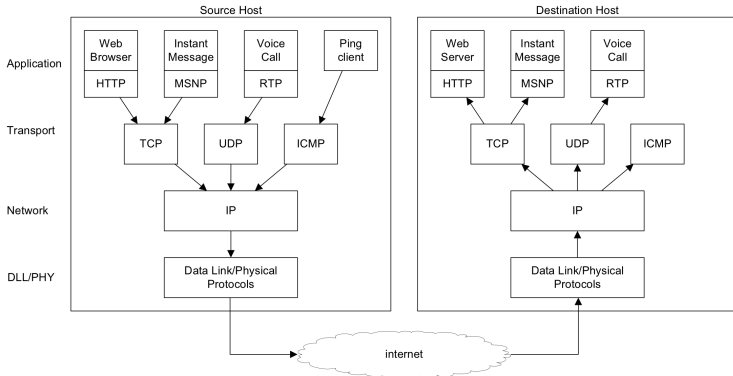 Source Host
Destination Host
Application
Web
Browser
HTTP
Instant
Message
MSNP
Voice
Call
RTP
Ping
client
Web
Server
HTTP
Instant
Message
MSNP
Voice
Call
RTP
Transport
TCP
UDP
ICMP
TCP
UDP
ICMP
Network
IP
IP
DLL/PHY
Data Link/Physical
Protocols
Data Link/Physical
Protocols
internet